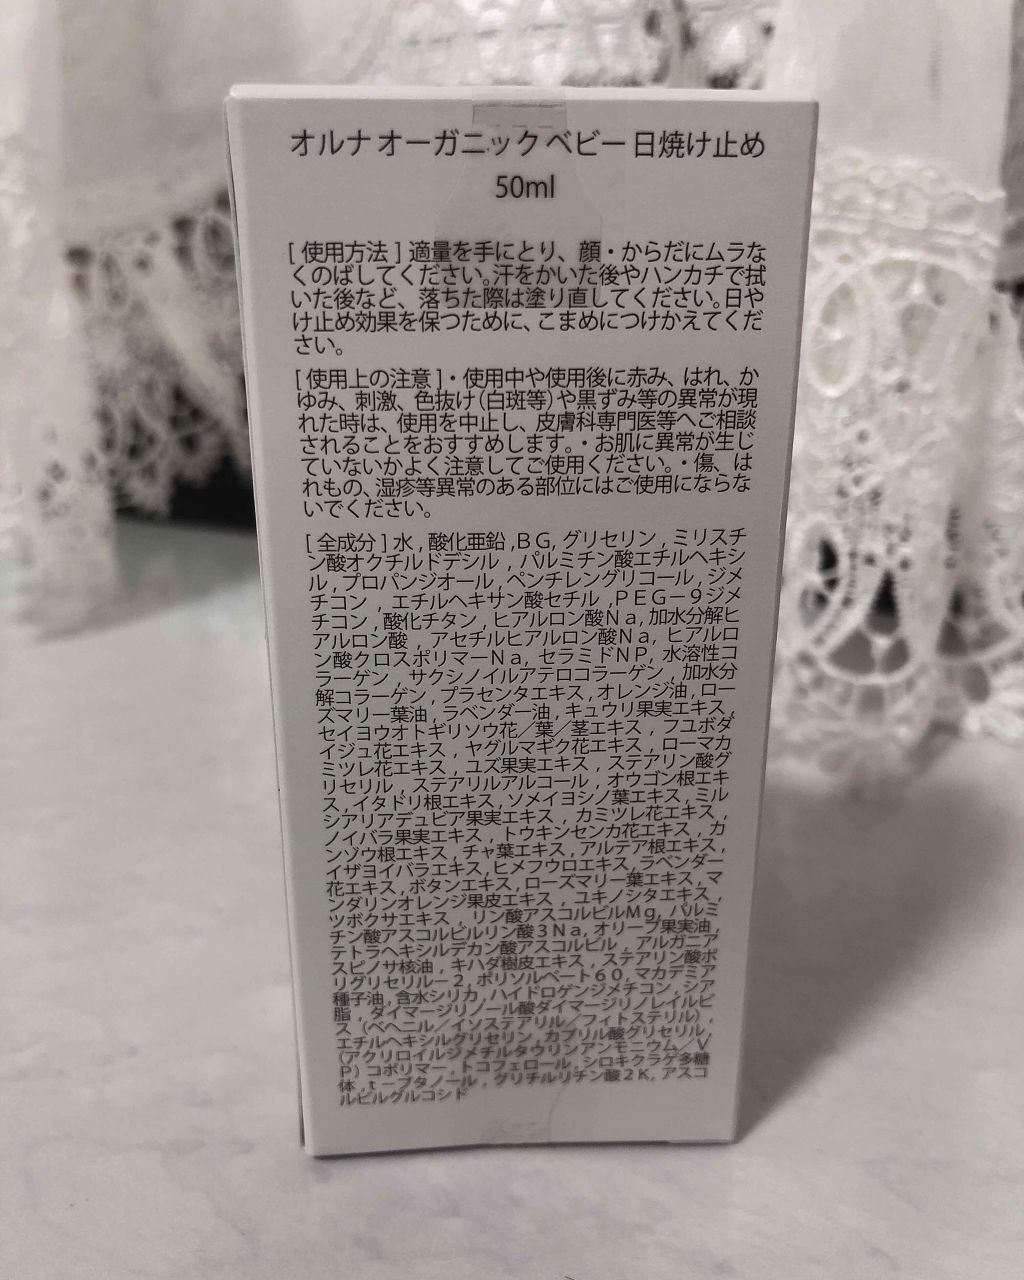 オルナ オーガニック ベビー 日焼け止め
50ml
[ 使用方法 ] 適量を手にとり、顔・からだにムラな
くのばしてください。汗をかいた後やハンカチで拭
いた後など、落ちた際は塗り直してください。日や
け止め効果を保つために、こまめにつけかえてくだ
さい。
[ 使用上の注意 ]・使用中や使用後に赤み、はれ、か
ゆみ、刺激、色抜け（白斑等）や黒ずみ等の異常が現
れた時は、使用を中止し、皮膚科専門医等へご相談
されることをおすすめします。・お肌に異常が生じ
ていないかよく注意してご使用ください。・傷、は
れもの、湿疹等異常のある部位にはご使用にならな
いでください。
[ 全成分 ] 水 , 酸化亜鉛 ,ＢＧ, グリセリン , ミリスチ
ン酸オクチルドデシル , パルミチン酸エチルヘキシ
ル , プロパンジオール , ペンチレングリコール , ジメ
チコン , エチルヘキサン酸セチル ,ＰＥＧ－９ジメ
チコン , 酸化チタン , ヒアルロン酸Ｎａ, 加水分解ヒ
アルロン酸 , アセチルヒアルロン酸Ｎａ, ヒアルロ
ン酸クロスポリマーＮａ, セラミドＮＰ, 水溶性コ
ラーゲン , サクシノイルアテロコラーゲン , 加水分
解コラーゲン , プラセンタエキス , オレンジ油 , ロー
ズマリー葉油 , ラベンダー油 , キュウリ果実エキス ,
セイヨウオトギリソウ花／葉／茎エキス , フユボダ
イジュ花エキス , ヤグルマギク花エキス , ローマカ
ミツレ花エキス , ユズ果実エキス , ステアリン酸グ
リセリル , ステアリルアルコール , オウゴン根エキ
ス , イタドリ根エキス , ソメイヨシノ葉エキス , ミル
シアリアデュビア果実エキス , カミツレ花エキス ,
ノイバラ果実エキス , トウキンセンカ花エキス , カ
ンゾウ根エキス , チャ葉エキス , アルテア根エキス ,
イザヨイバラエキス , ヒメフウロエキス , ラベンダー
花エキス , ボタンエキス , ローズマリー葉エキス , マ
ンダリンオレンジ果皮エキス , ユキノシタエキス ,
ツボクサエキス , リン酸アスコルビルＭｇ, パルミ
チン酸アスコルビルリン酸３Ｎａ, オリーブ果実油 ,
テトラヘキシルデカン酸アスコルビル , アルガニア
スピノサ核油 , キハダ樹皮エキス , ステアリン酸ポ
リグリセリル－２, ポリソルベート６０, マカデミア
種子油 , 含水シリカ , ハイドロゲンジメチコン , シア
脂 , ダイマージリノール酸ダイマージリノレイルビ
ス（ベヘニル／イソステアリル／フィトステリル）,
エチルヘキシルグリセリン , カプリル酸グリセリル ,
（アクリロイルジメチルタウリンアンモニウム／Ｖ
Ｐ）コポリマー , トコフェロール , シロキクラゲ多糖
体 , ｔ－ブタノール , グリチルリチン酸２Ｋ, アスコ
ルビルグルコシド